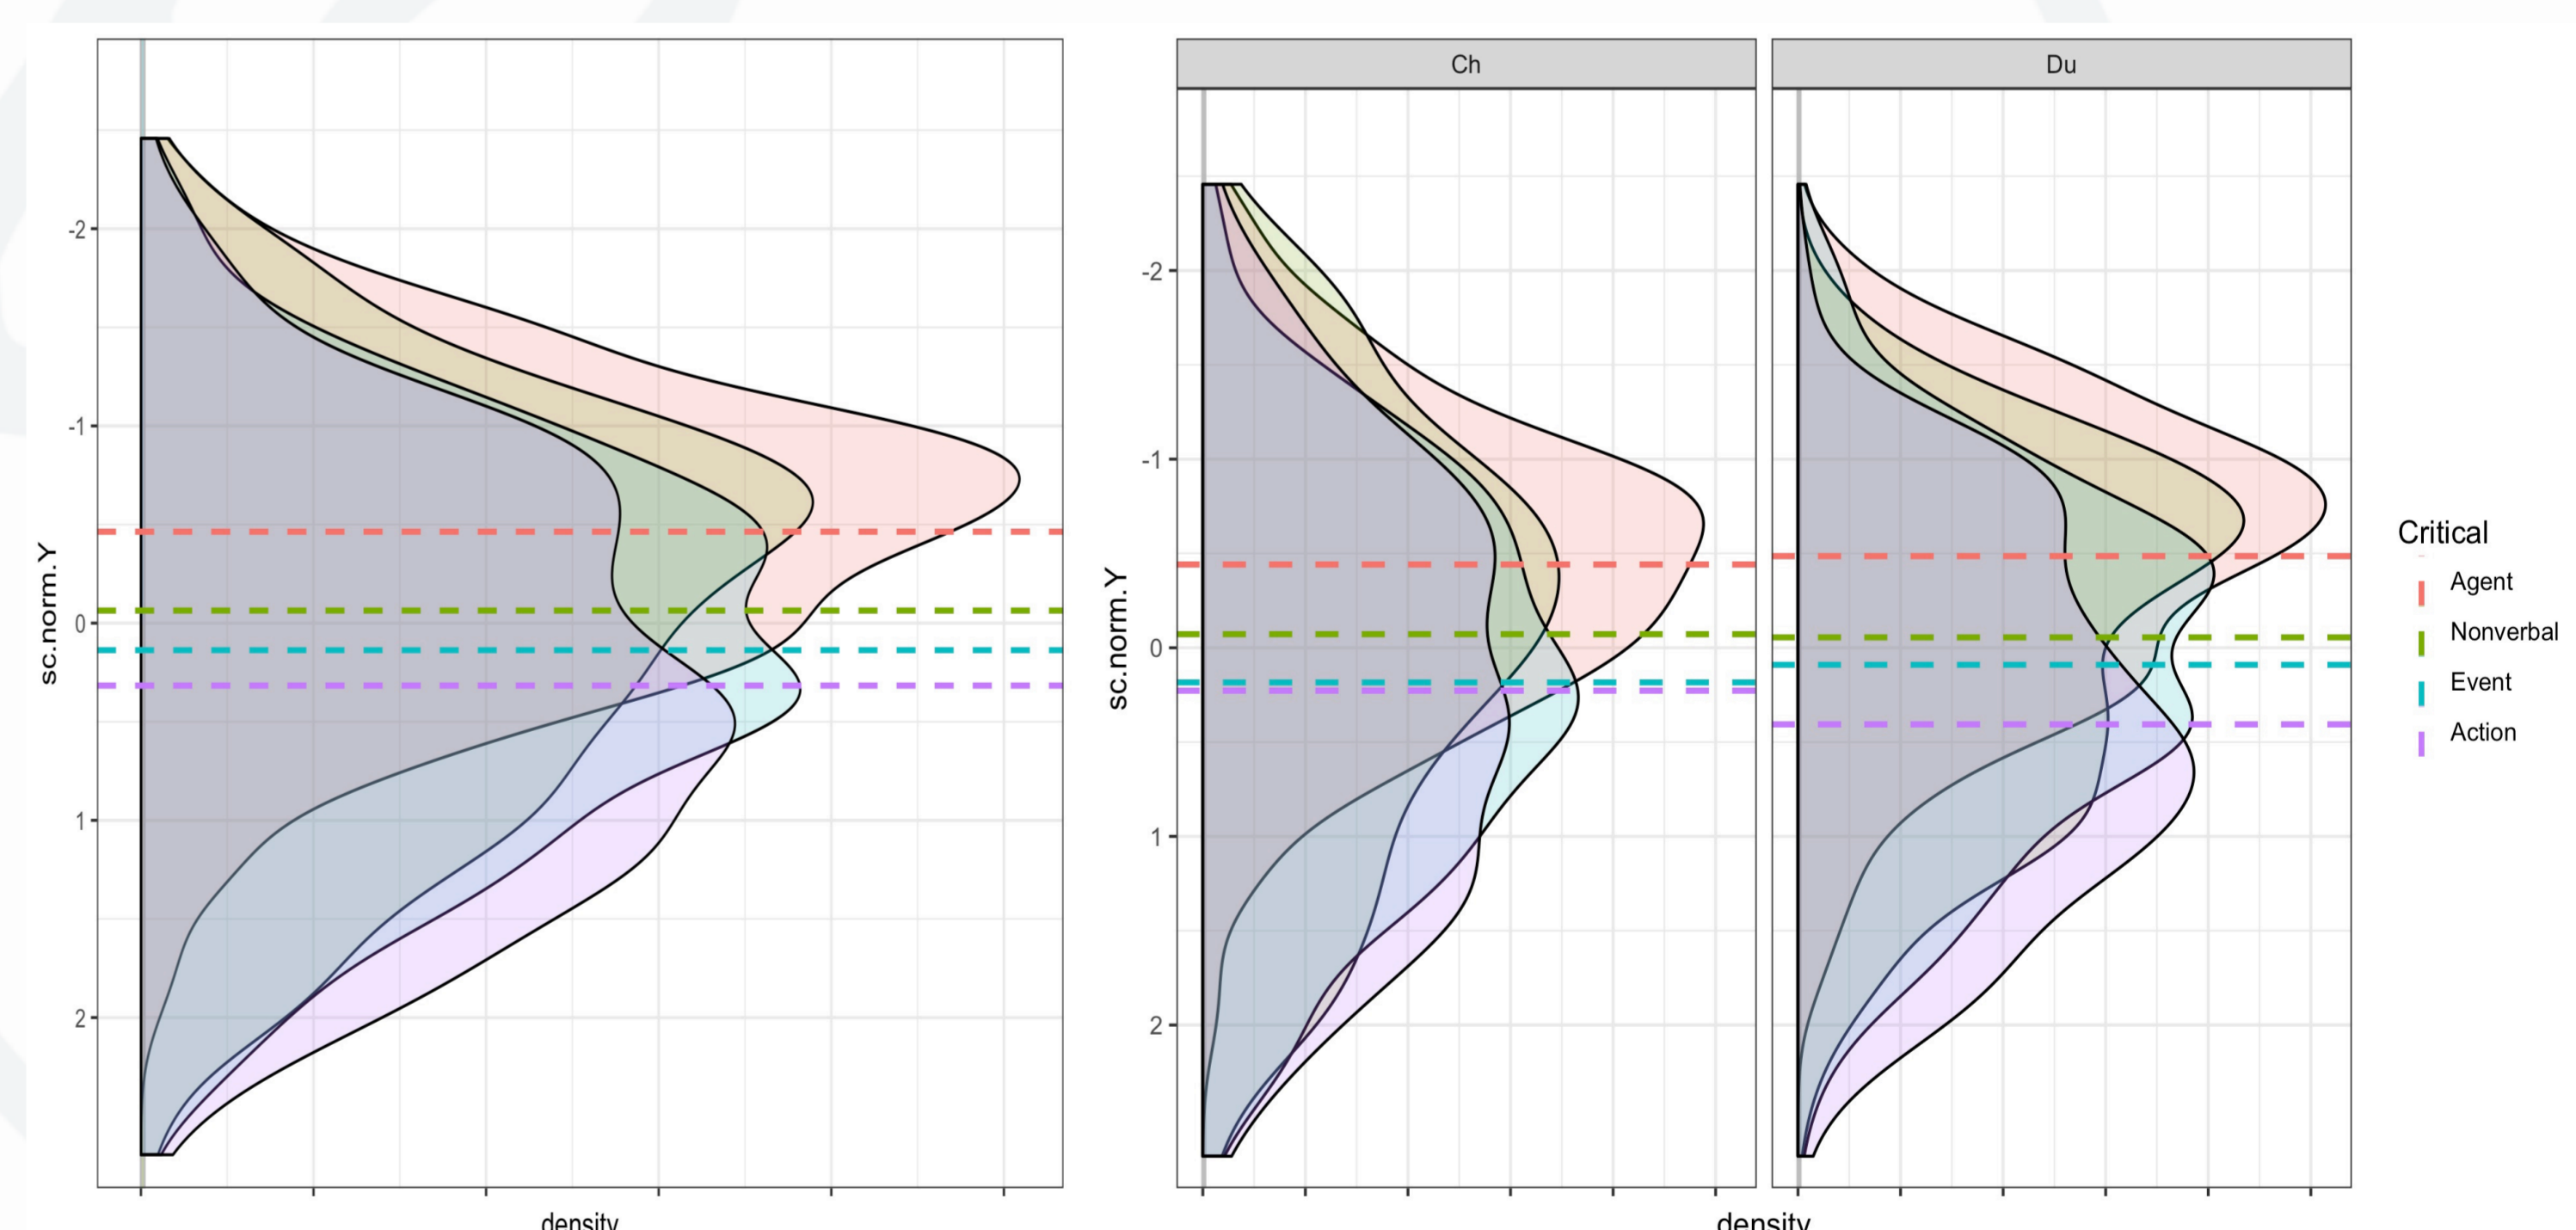 Ch
Du
-2
-1
0
1
2
sc.norm.Y
density
-2
-1
0
1
2
sc.norm.Y
density
Critical
Agent
Nonverbal
Event
Action